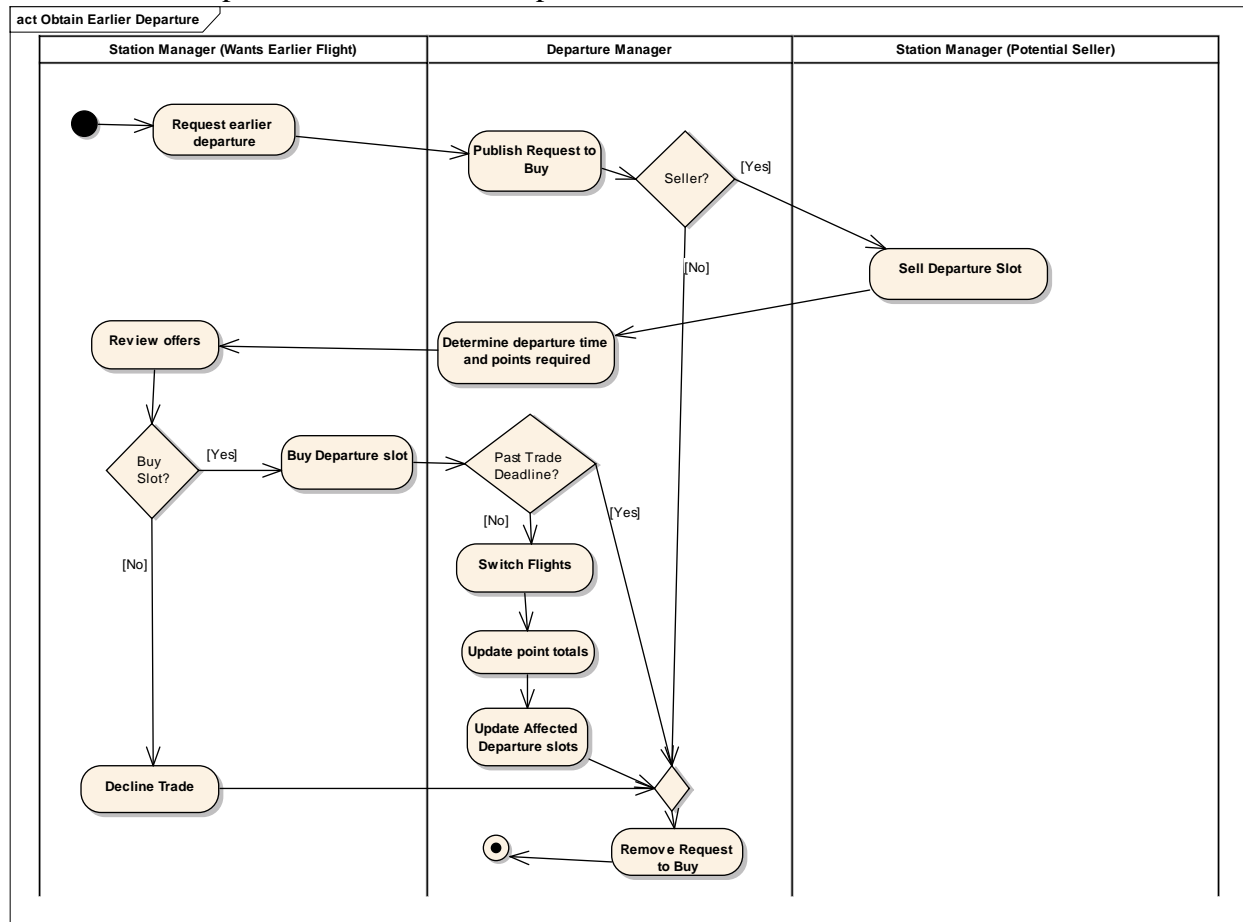 act Obtain Earlier Departure
Station Manager (Wants Earlier Flight)
Departure Manager
Station Manager (Potential Seller)
Request earlier
departure
Publish Request to
Buy
Seller?
[Yes]
[No]
Sell Departure Slot
Review offers
Determine departure time
and points required
Buy
Slot?
[Yes]
Buy Departure slot
Past Trade
Deadline?
[No]
[Yes]
[No]
Switch Flights
Update point totals
Update Affected
Departure slots
Decline Trade
Remove Request
to Buy